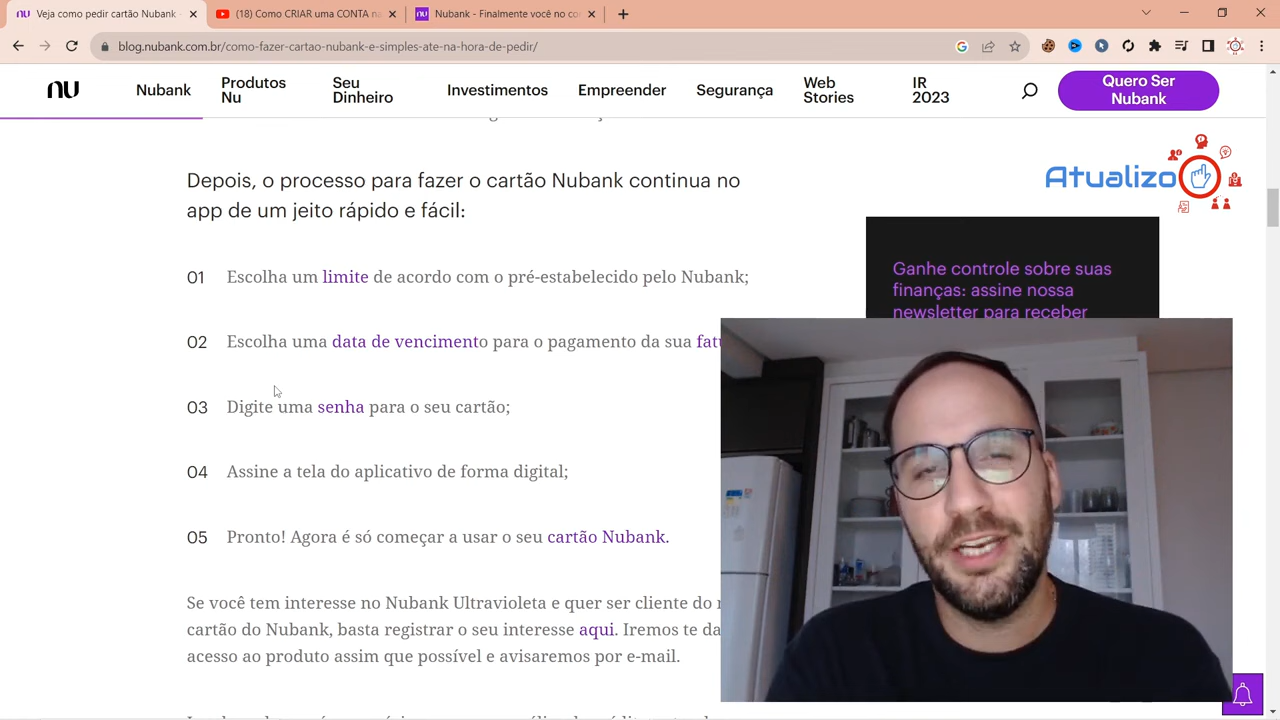 Veja como pedir cartão Nubank
(18) Como CRIAR uma CONTA na
Nubank - Finalmente você no co
blog.nubank.com.br/como-fazer-cartao-nubank-e-simples-ate-na-hora-de-pedir/
nu
Nubank
Produtos Nu
Seu Dinheiro
Investimentos
Empreender
Segurança
Web Stories
IR 2023
Quero Ser Nubank
Atualizo
Depois, o processo para fazer o cartão Nubank continua no
app de um jeito rápido e fácil:
01 Escolha um limite de acordo com o pré-estabelecido pelo Nubank;
02 Escolha uma data de vencimento para o pagamento da sua
03 Digite uma senha para o seu cartão;
04 Assine a tela do aplicativo de forma digital;
05 Pronto! Agora é só começar a usar o seu cartão Nubank.
Se você tem interesse no Nubank Ultravioleta e quer ser cliente do
cartão do Nubank, basta registrar o seu interesse aqui. Iremos te
acesso ao produto assim que possível e avisaremos por e-mail.
Ganhe controle sobre suas
finanças: assine nossa
newsletter para receber